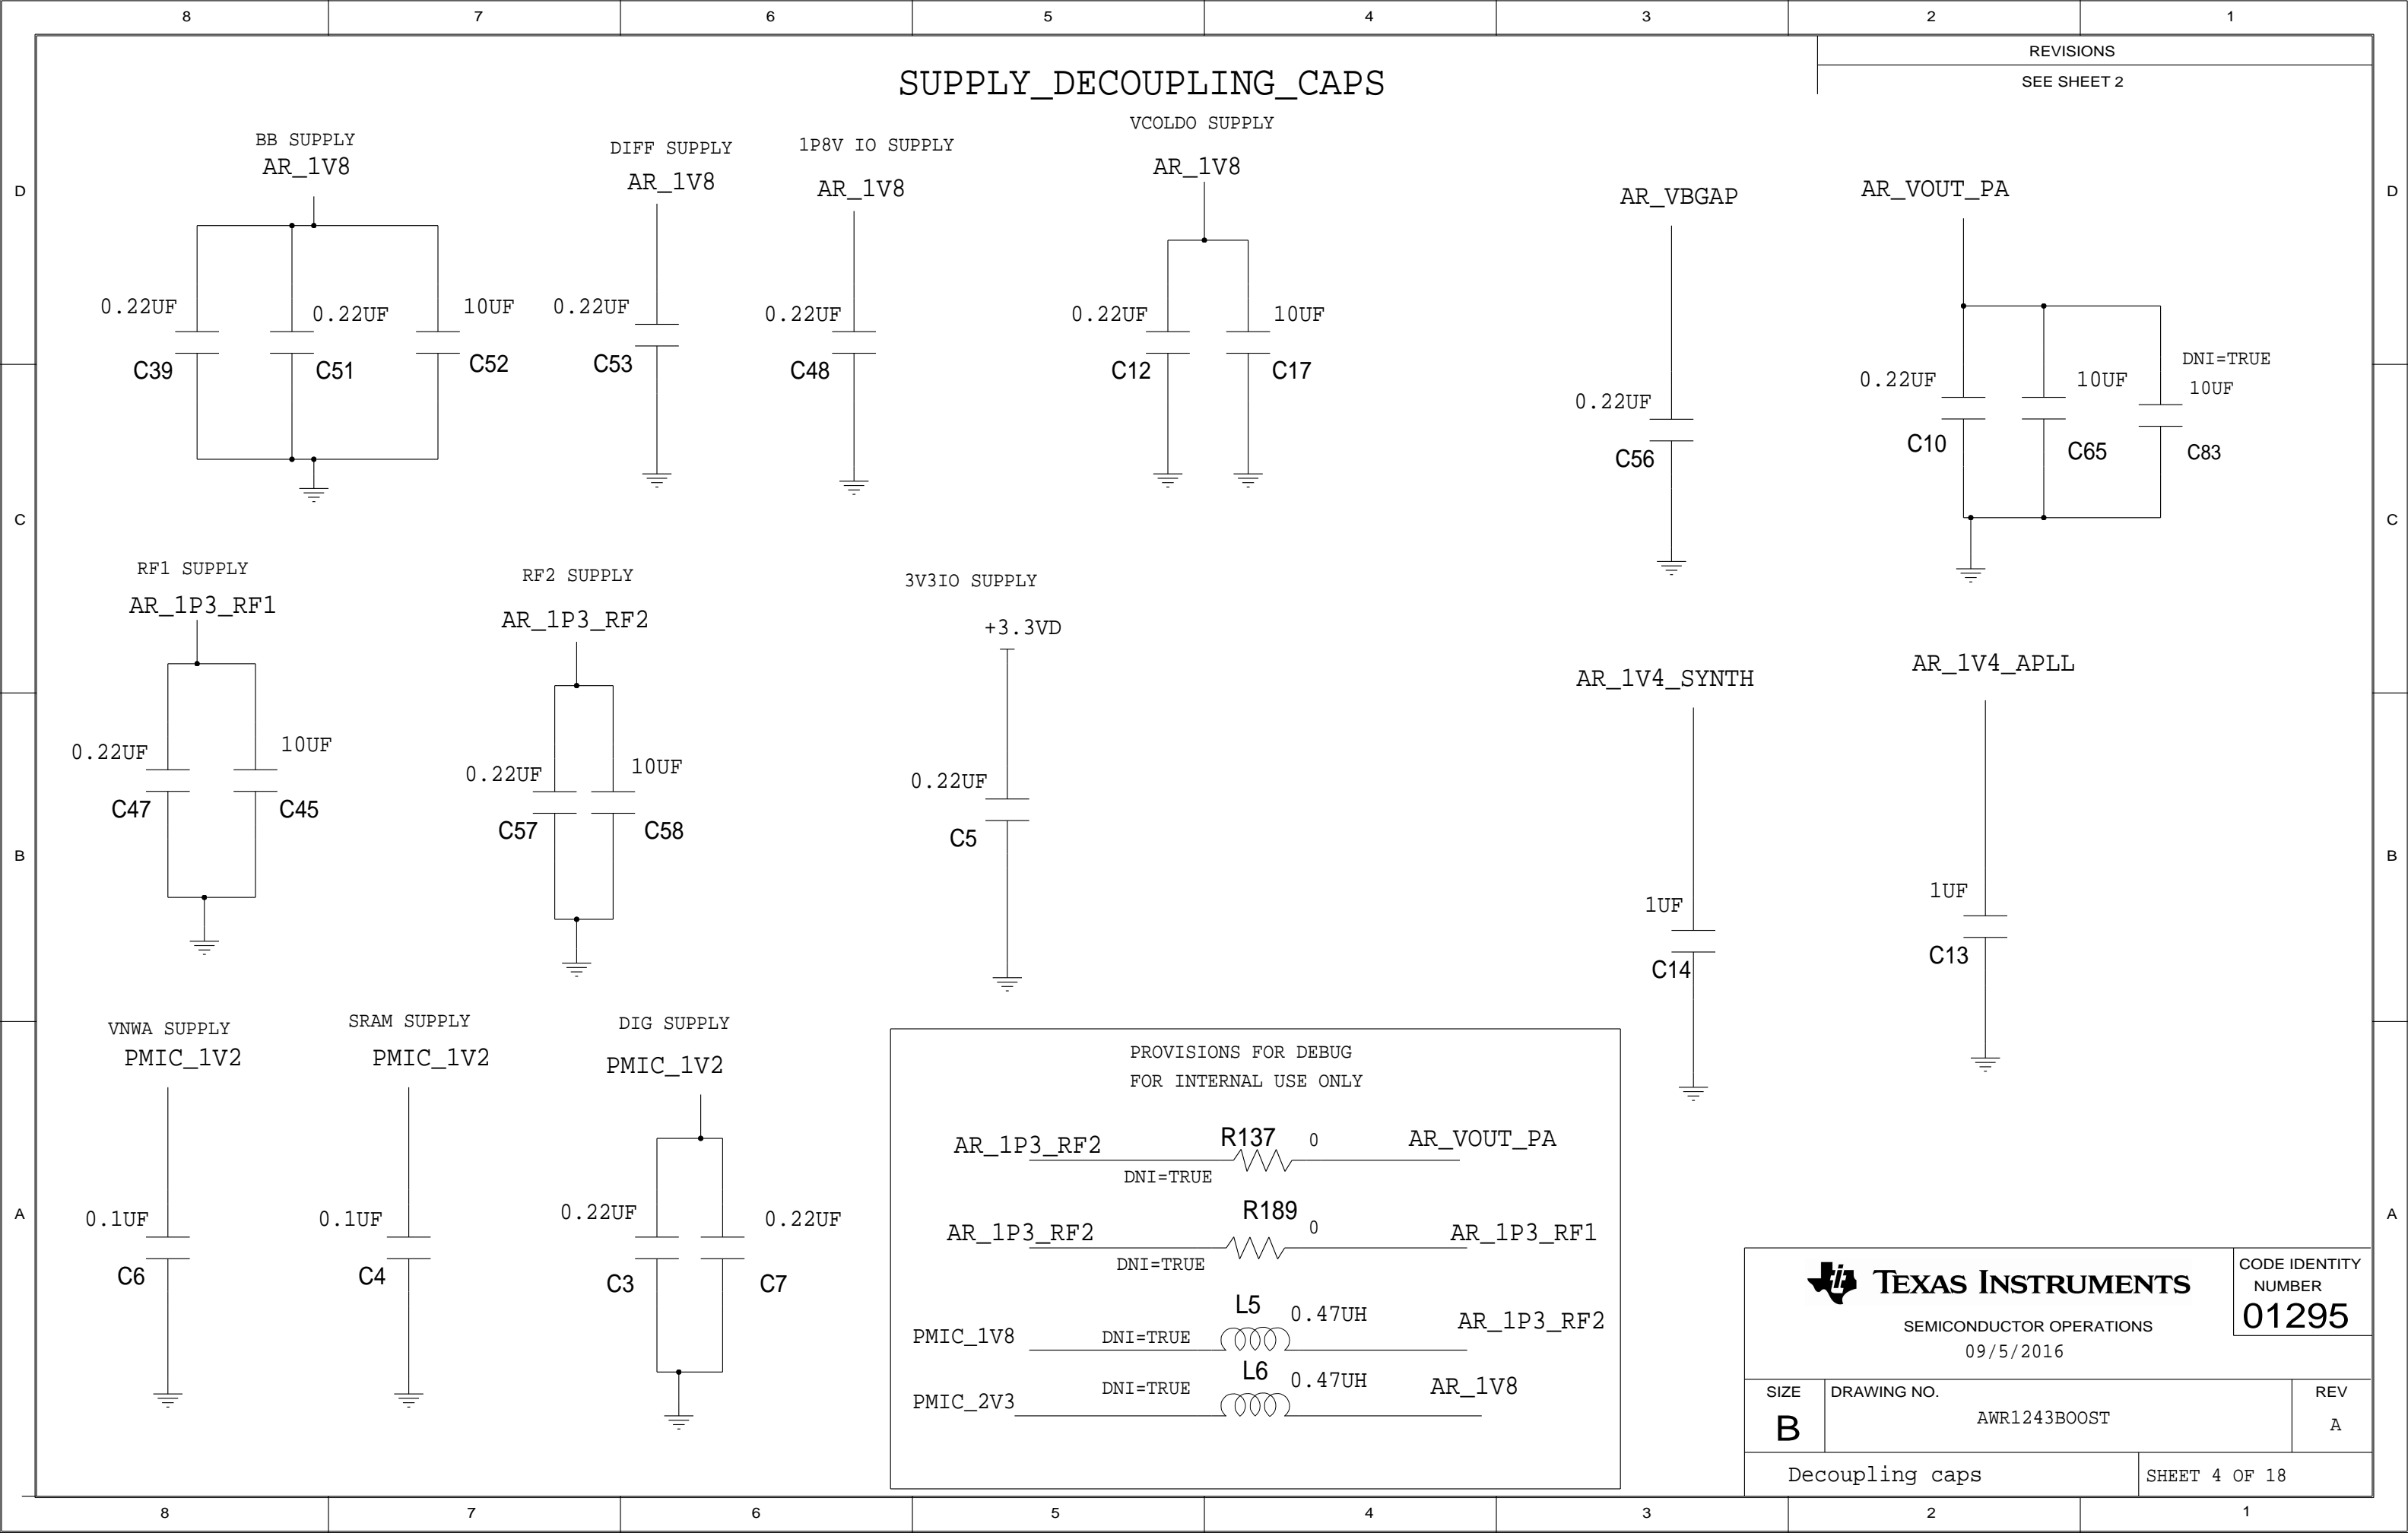 8 7 6 5 4 3 2 1
REVISIONS
SEE SHEET 2
SUPPLY_DECOUPLING_CAPS
D
D
BB SUPPLY
AR_1V8
0.22UF
C39
0.22UF
C51
10UF
C52
DIFF SUPPLY
AR_1V8
0.22UF
C53
1P8V IO SUPPLY
AR_1V8
0.22UF
C48
VCOLDO SUPPLY
AR_1V8
0.22UF
C12
10UF
C17
AR_VBGAP
0.22UF
C56
AR_VOUT_PA
0.22UF
C10
10UF
C65
DNI=TRUE
10UF
C83
C
C
RF1 SUPPLY
AR_1P3_RF1
0.22UF
C47
10UF
C45
RF2 SUPPLY
AR_1P3_RF2
0.22UF
C57
10UF
C58
3V3IO SUPPLY
+3.3VD
0.22UF
C5
AR_1V4_SYNTH
1UF
C14
AR_1V4_APLL
1UF
C13
B
B
VNWA SUPPLY
PMIC_1V2
0.1UF
C6
SRAM SUPPLY
PMIC_1V2
0.1UF
C4
DIG SUPPLY
PMIC_1V2
0.22UF
C3
0.22UF
C7
PROVISIONS FOR DEBUG
FOR INTERNAL USE ONLY
AR_1P3_RF2 R137 0 AR_VOUT_PA
DNI=TRUE
AR_1P3_RF2 R189 0 AR_1P3_RF1
DNI=TRUE
PMIC_1V8 DNI=TRUE L5 0.47UH AR_1P3_RF2
PMIC_2V3 DNI=TRUE L6 0.47UH AR_1V8
A
A
TEXAS INSTRUMENTS
SEMICONDUCTOR OPERATIONS
09/5/2016
CODE IDENTITY
NUMBER
01295
SIZE
B
DRAWING NO.
AWR1243BOOST
REV
A
Decoupling caps
SHEET 4 OF 18
8 7 6 5 4 3 2 1